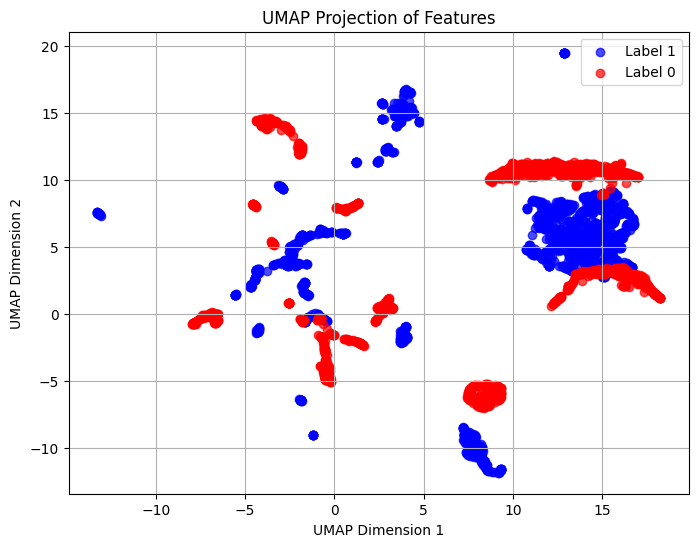 UMAP Projection of Features
Label 1
Label 0
20
15
10
5
0
−5
−10
UMAP Dimension 2
−10
−5
0
5
10
15
UMAP Dimension 1